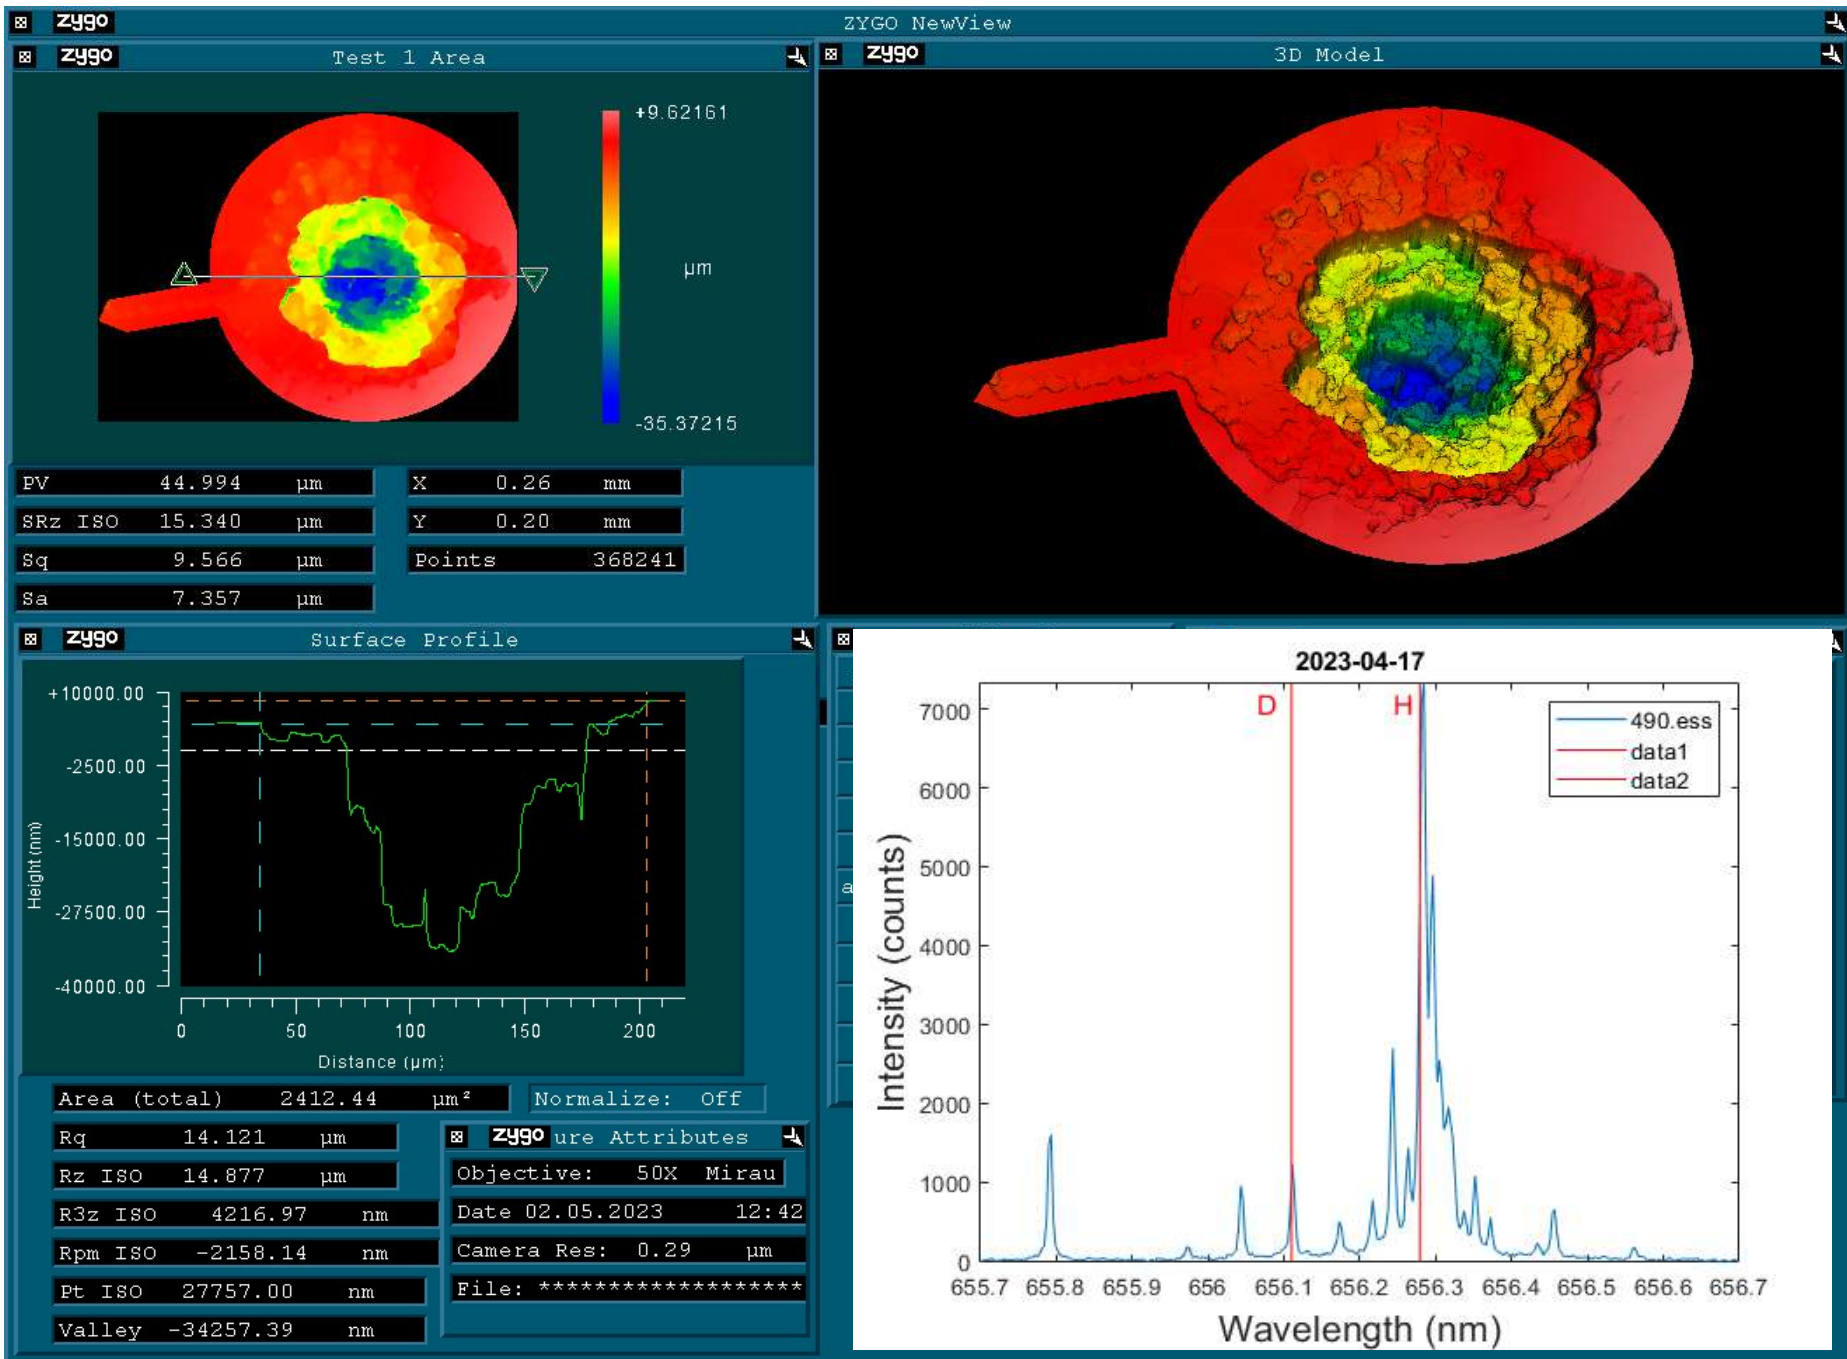 zygo ZYGO NewView
zygo Test 1 Area
+9.62161
µm
-35.37215
PV 44.994 µm
SRz ISO 15.340 µm
Sq 9.566 µm
Sa 7.357 µm
X 0.26 mm
Y 0.20 mm
Points 368241
zygo 3D Model
zygo Surface Profile
+10000.00
-2500.00
-15000.00
-27500.00
-40000.00
Height (nm)
0 50 100 150 200
Distance (µm)
Area (total) 2412.44 µm²
Normalize: Off
Rq 14.121 µm
Rz ISO 14.877 µm
R3z ISO 4216.97 nm
Rpm ISO -2158.14 nm
Pt ISO 27757.00 nm
Valley -34257.39 nm
zygo ure Attributes
Objective: 50X Mirau
Date 02.05.2023 12:42
Camera Res: 0.29 µm
File: *******************
a
2023-04-17
D H
490.ess
data1
data2
7000
6000
5000
4000
3000
2000
1000
0
Intensity (counts)
655.7 655.8 655.9 656 656.1 656.2 656.3 656.4 656.5 656.6 656.7
Wavelength (nm)